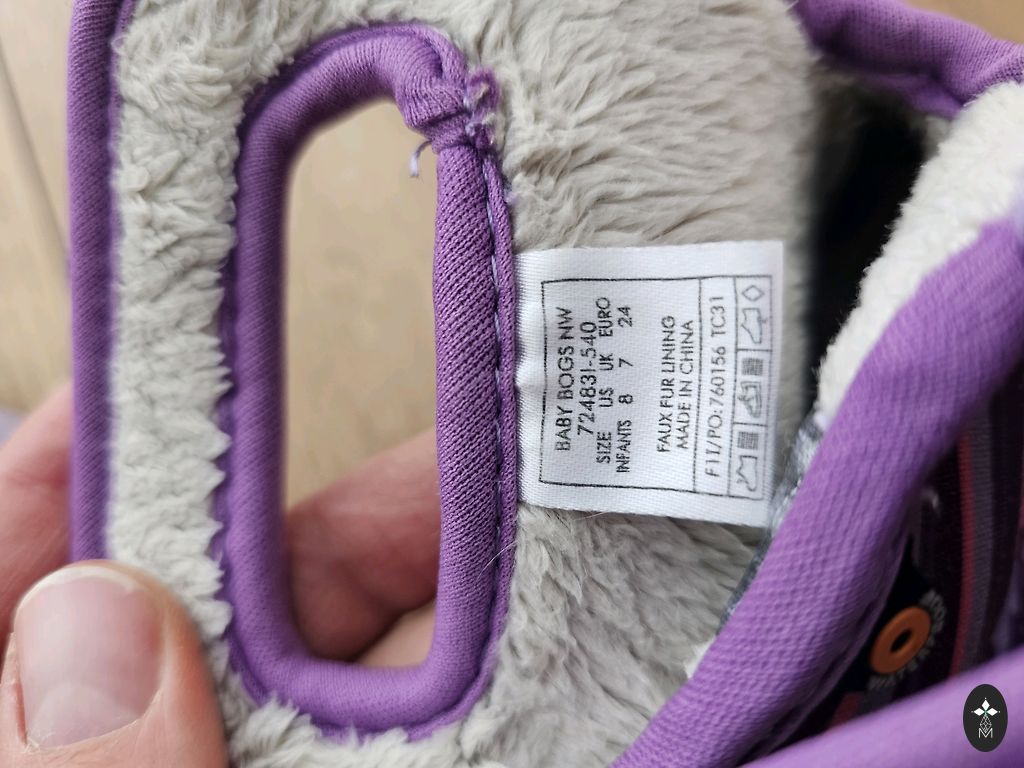 BABY BOGS NW
724831-540
SIZE US UK EURO
INFANTS 8 7 24
FAUX FUR LINING
MADE IN CHINA
F11/PO:760156 TC31
M